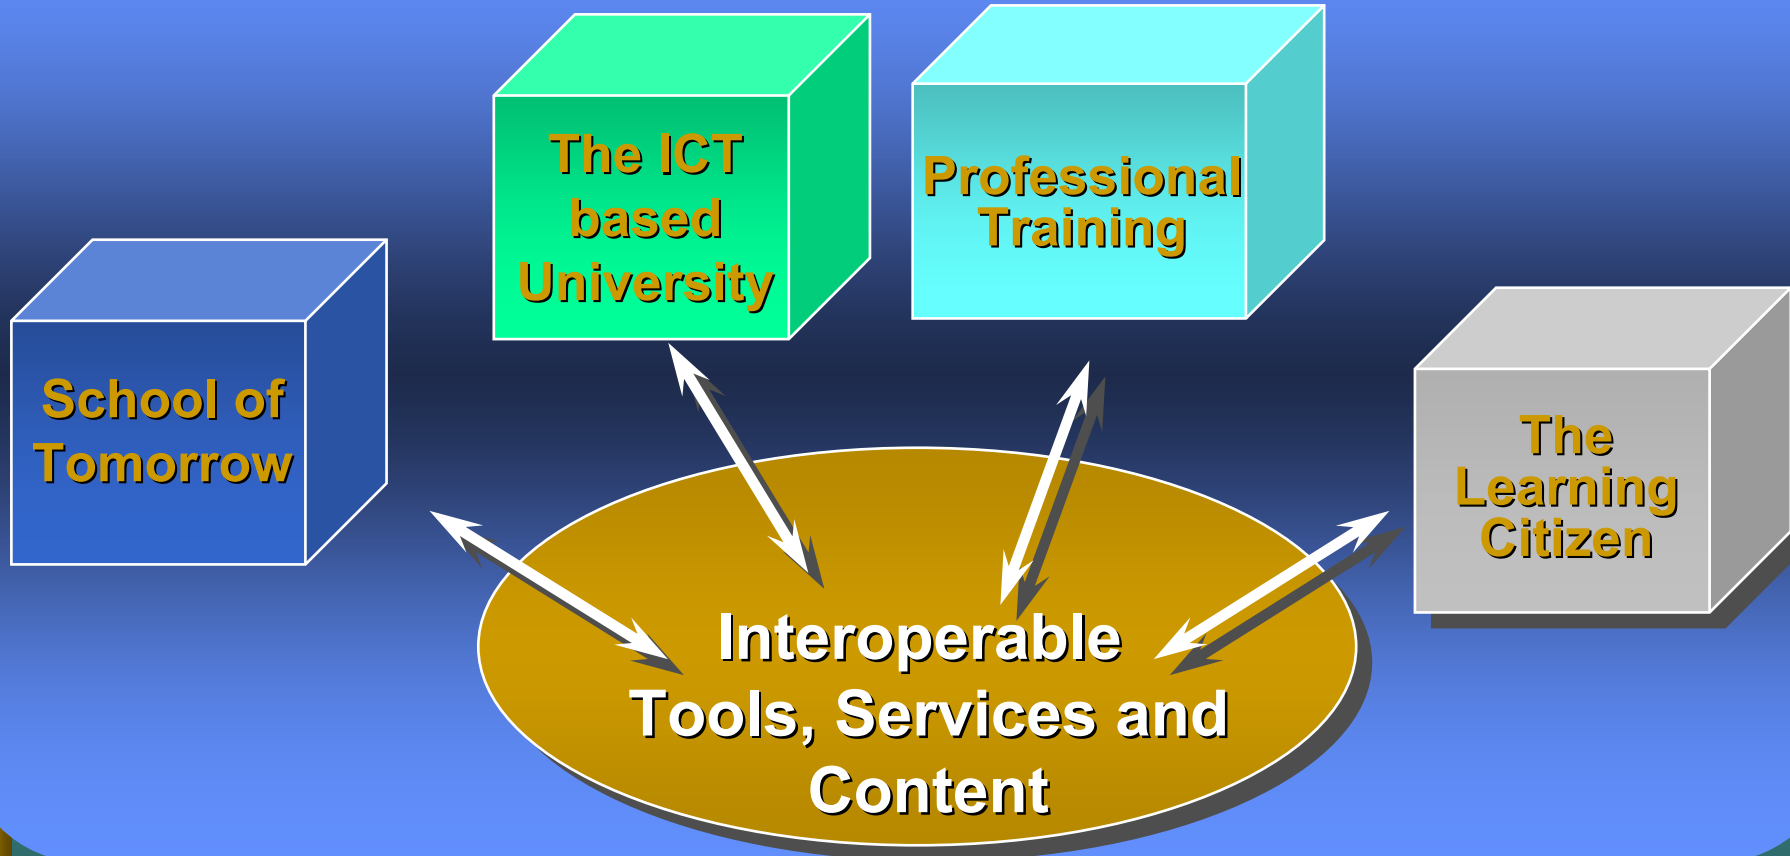 The ICT
based
University
Professional
Training
School of
Tomorrow
The
Learning
Citizen
Interoperable
Tools, Services and
Content